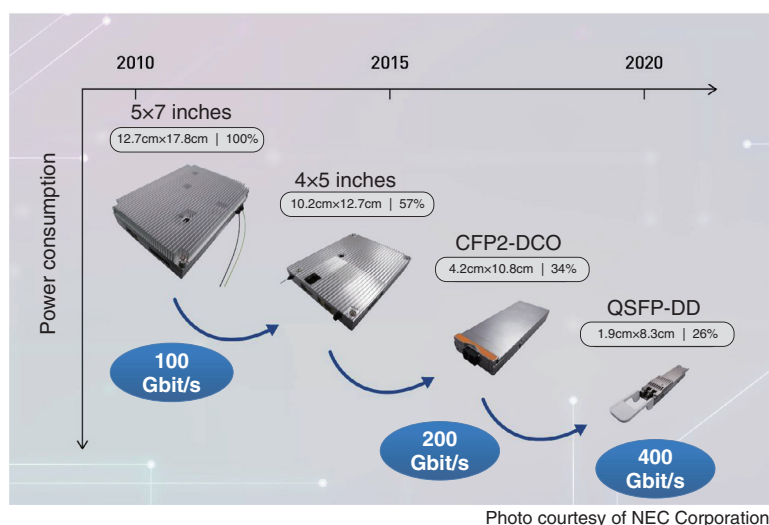 2010
2015
2020
Power consumption
5×7 inches
12.7cm×17.8cm | 100%
4×5 inches
10.2cm×12.7cm | 57%
CFP2-DCO
4.2cm×10.8cm | 34%
QSFP-DD
1.9cm×8.3cm | 26%
100
Gbit/s
200
Gbit/s
400
Gbit/s
Photo courtesy of NEC Corporation